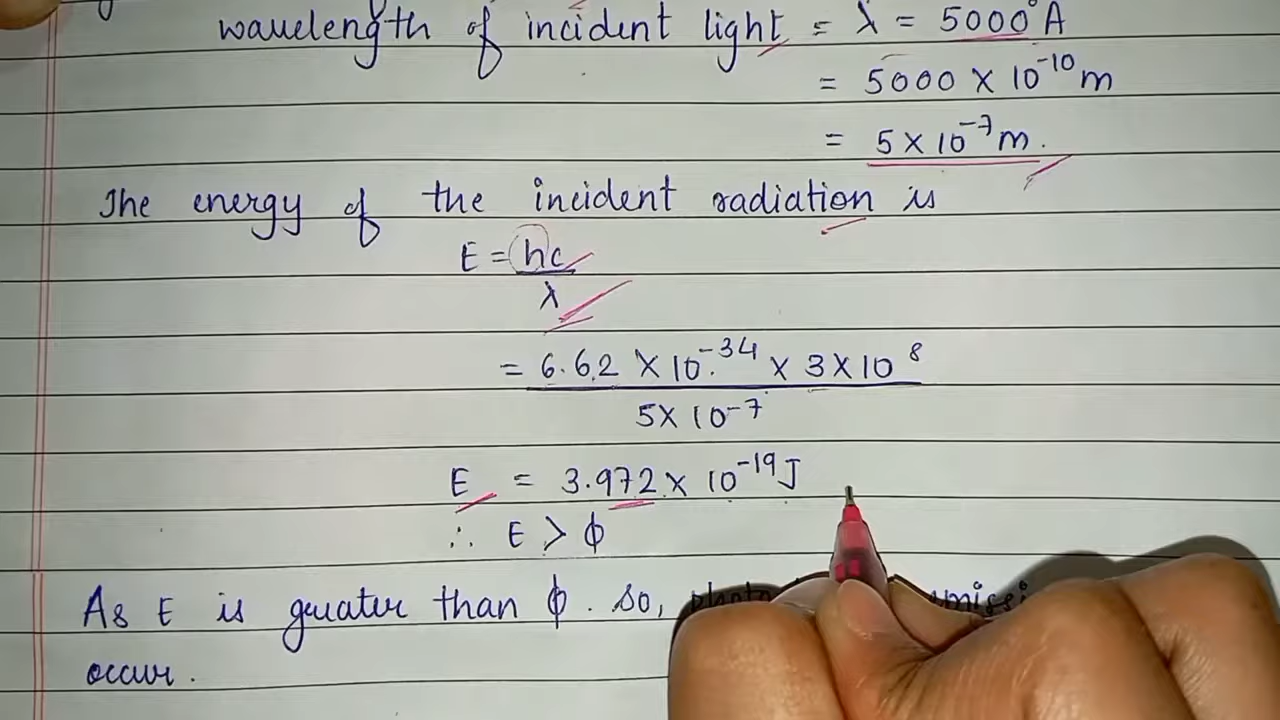 wavelength of incident light = λ = 5000°A
= 5000 × 10⁻¹⁰ m
= 5 × 10⁻⁷ m.
The energy of the incident radiation is
E = hc
λ
= 6.62 × 10⁻³⁴ × 3 × 10⁸
5 × 10⁻⁷
E = 3.972 × 10⁻¹⁹ J
∴ E > ϕ
As E is greater than ϕ. So,
occur.